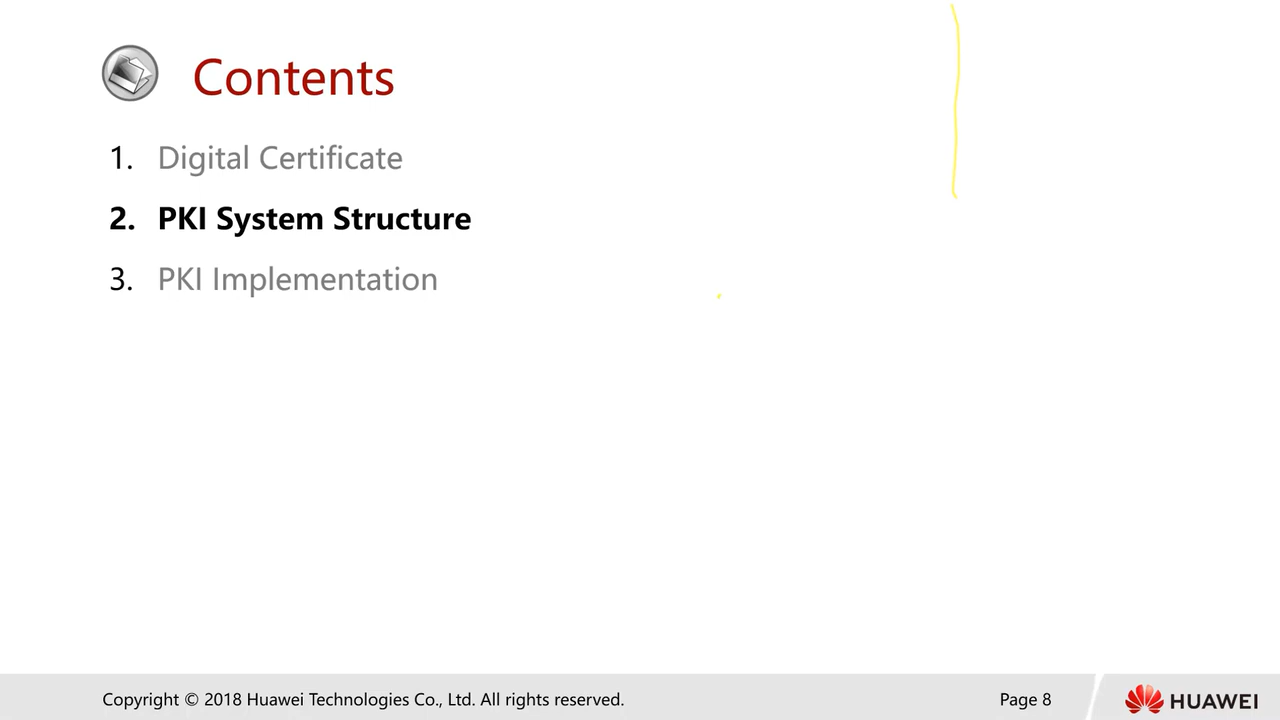 Contents
1. Digital Certificate
2. PKI System Structure
3. PKI Implementation
Copyright © 2018 Huawei Technologies Co., Ltd. All rights reserved.
Page 8
HUAWEI